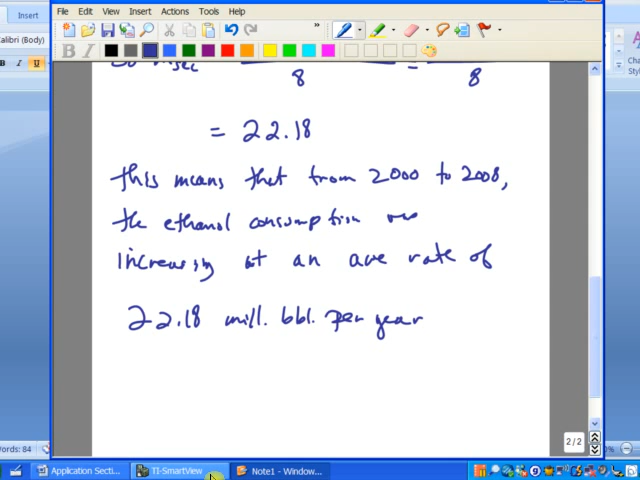 File Edit View Insert Actions Tools Help
Insert
Calibri (Body)
B I U
B I
8 = 8
= 22.18
this means that from 2000 to 2008,
the ethanol consumption was
increasing at an ave rate of
22.18 mill. bbl. per year
2/2
Words: 84
Application Secti... TI-SmartView Note1 - Window...